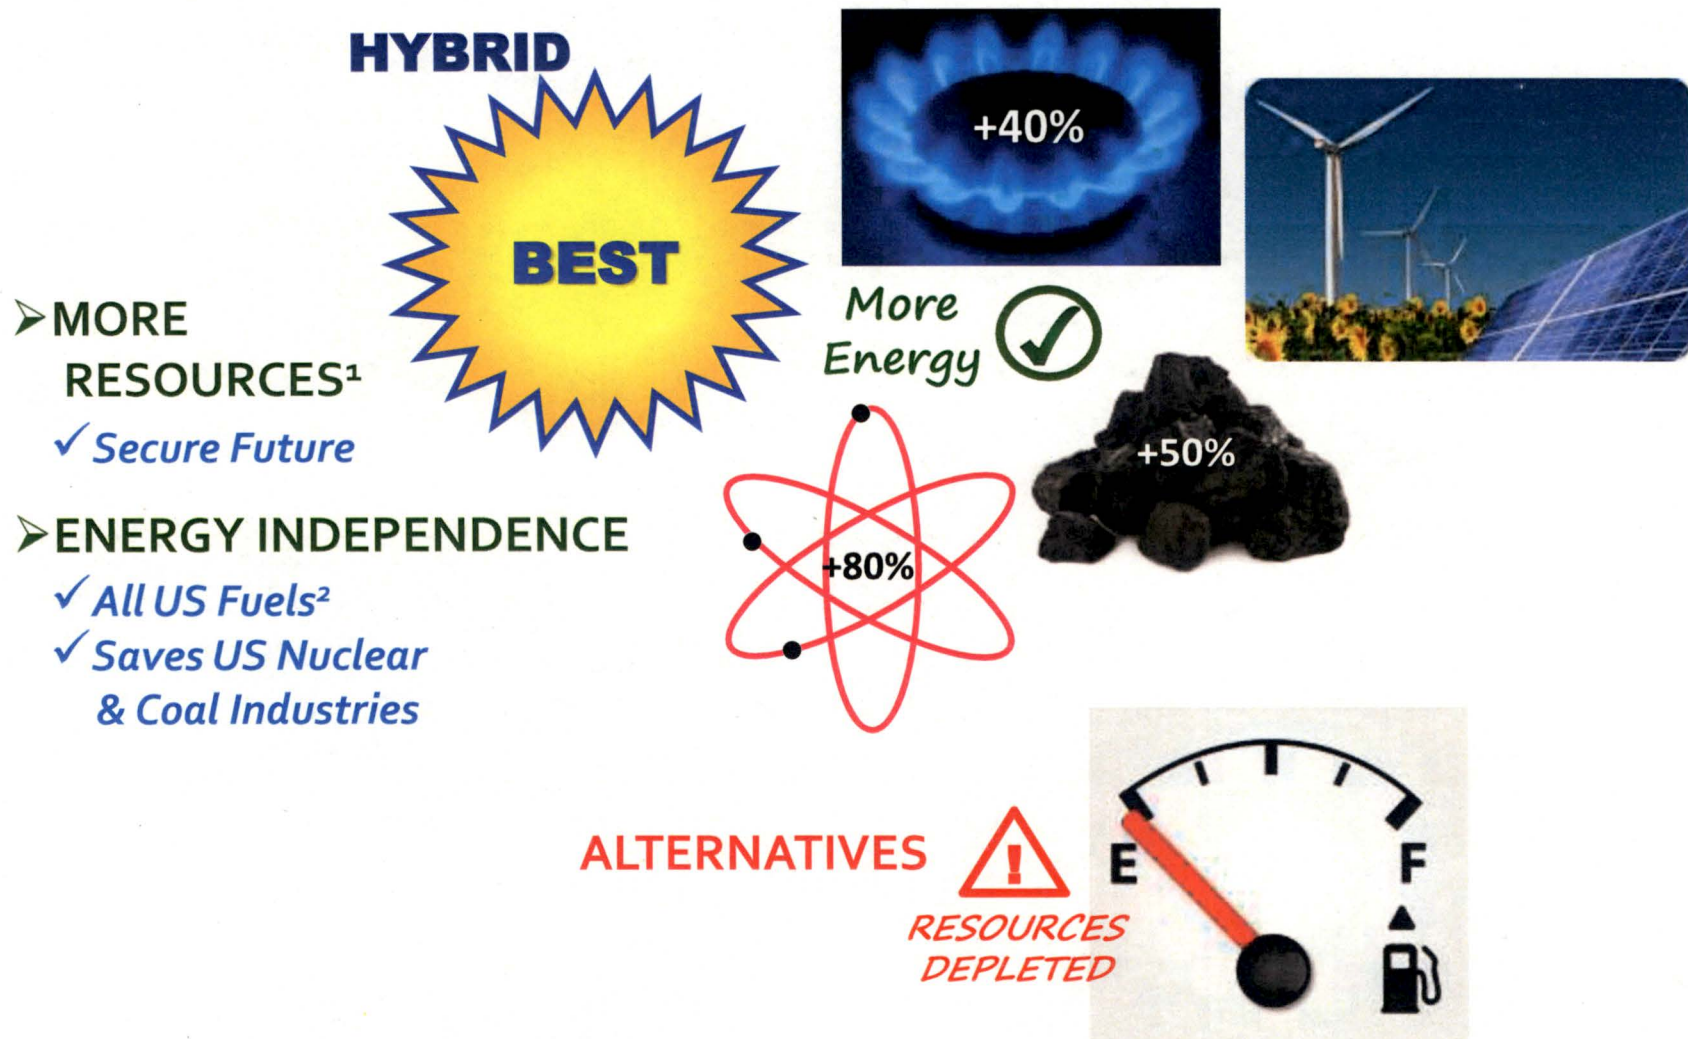 HYBRID
BEST
➢MORE
RESOURCES¹
✓ Secure Future
➢ENERGY INDEPENDENCE
✓ All US Fuels²
✓ Saves US Nuclear
& Coal Industries
+40%
More
Energy
+50%
+80%
ALTERNATIVES
!
RESOURCES
DEPLETED
E
F